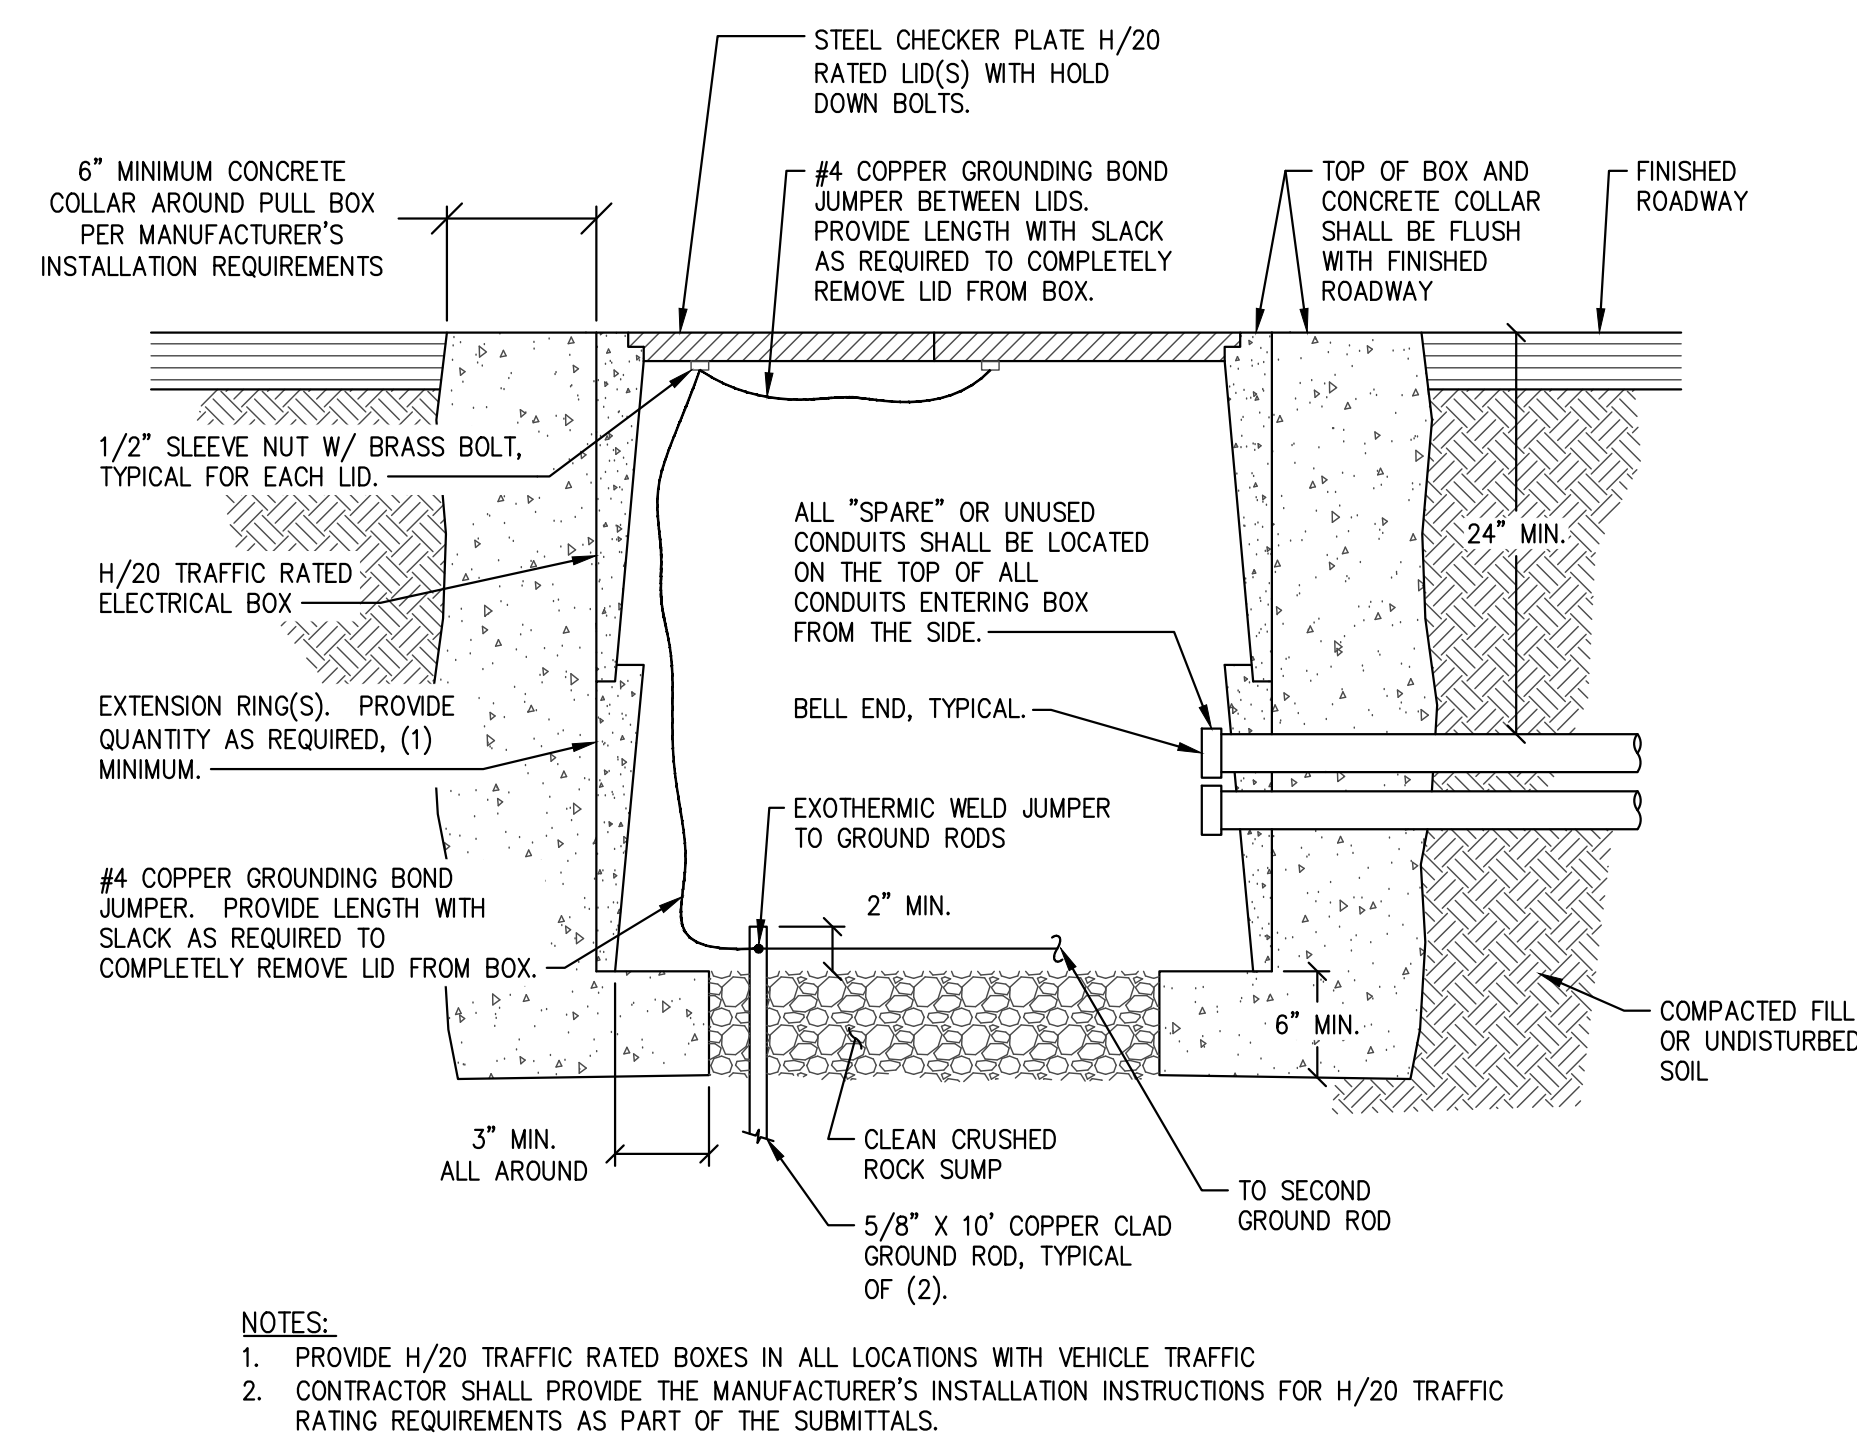 STEEL CHECKER PLATE H/20
RATED LID(S) WITH HOLD
DOWN BOLTS.
6” MINIMUM CONCRETE
COLLAR AROUND PULL BOX
PER MANUFACTURER'S
INSTALLATION REQUIREMENTS
#4 COPPER GROUNDING BOND
JUMPER BETWEEN LIDS.
PROVIDE LENGTH WITH SLACK
AS REQUIRED TO COMPLETELY
REMOVE LID FROM BOX.
TOP OF BOX AND
CONCRETE COLLAR
SHALL BE FLUSH
WITH FINISHED
ROADWAY
FINISHED
ROADWAY
1/2” SLEEVE NUT W/ BRASS BOLT,
TYPICAL FOR EACH LID.
ALL ”SPARE” OR UNUSED
CONDUITS SHALL BE LOCATED
ON THE TOP OF ALL
CONDUITS ENTERING BOX
FROM THE SIDE.
24” MIN.
H/20 TRAFFIC RATED
ELECTRICAL BOX
EXTENSION RING(S). PROVIDE
QUANTITY AS REQUIRED, (1)
MINIMUM.
BELL END, TYPICAL.
EXOTHERMIC WELD JUMPER
TO GROUND RODS
#4 COPPER GROUNDING BOND
JUMPER. PROVIDE LENGTH WITH
SLACK AS REQUIRED TO
COMPLETELY REMOVE LID FROM BOX.
2” MIN.
6” MIN.
COMPACTED FILL
OR UNDISTURBED
SOIL
3” MIN.
ALL AROUND
CLEAN CRUSHED
ROCK SUMP
TO SECOND
GROUND ROD
5/8” X 10' COPPER CLAD
GROUND ROD, TYPICAL
OF (2).
NOTES:
1. PROVIDE H/20 TRAFFIC RATED BOXES IN ALL LOCATIONS WITH VEHICLE TRAFFIC
2. CONTRACTOR SHALL PROVIDE THE MANUFACTURER'S INSTALLATION INSTRUCTIONS FOR H/20 TRAFFIC
RATING REQUIREMENTS AS PART OF THE SUBMITTALS.